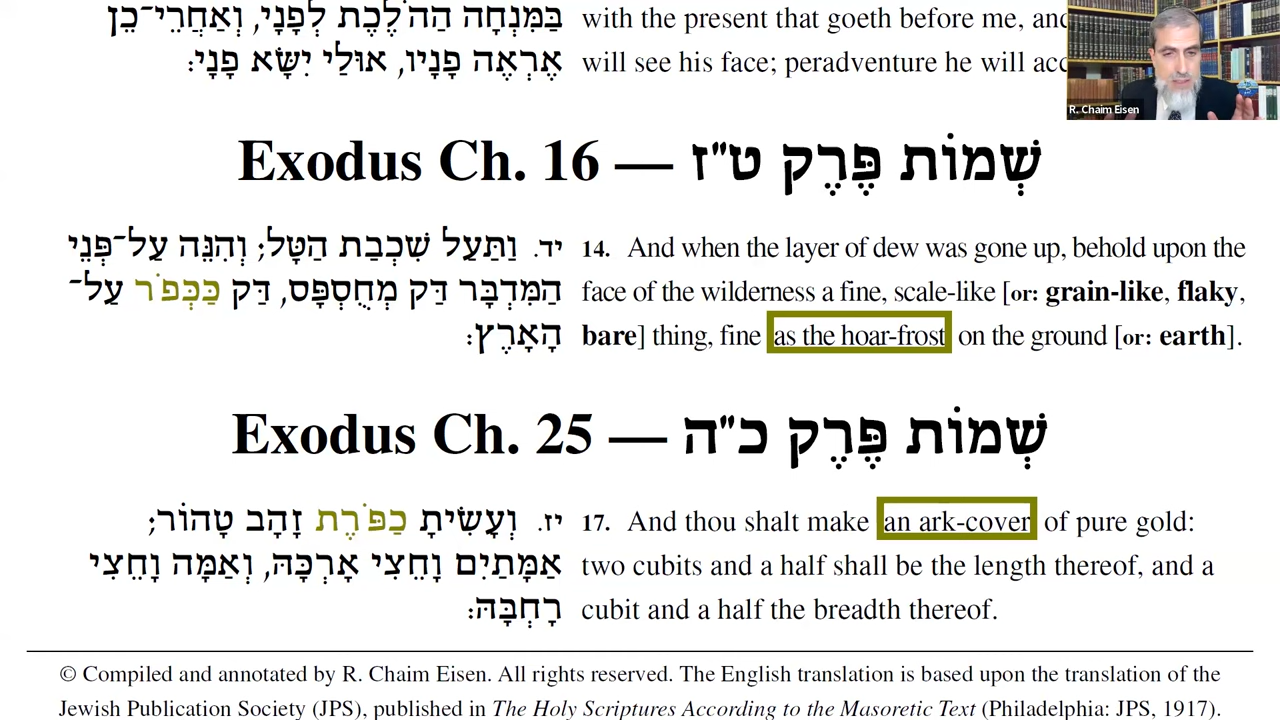 בַּמִּנְחָה הַהֹלֶכֶת לְפָנָי, וְאַחֲרֵי־כֵן
אֶרְאֶה פָנָיו, אוּלַי יִשָּׂא פָנָי:
with the present that goeth before me, and
will see his face; peradventure he will acc
R. Chaim Eisen
Exodus Ch. 16 — שְׁמוֹת פֶּרֶק ט"ז
יד. וַתַּעַל שִׁכְבַת הַטָּל; וְהִנֵּה עַל־פְּנֵי
הַמִּדְבָּר דַּק מְחֻסְפָּס, דַּק כַּכְּפֹר עַל־
הָאָרֶץ:
14. And when the layer of dew was gone up, behold upon the
face of the wilderness a fine, scale-like [or: grain-like, flaky,
bare] thing, fine as the hoar-frost on the ground [or: earth].
Exodus Ch. 25 — שְׁמוֹת פֶּרֶק כ"ה
יז. וְעָשִׂיתָ כַפֹּרֶת זָהָב טָהוֹר;
אַמָּתַיִם וָחֵצִי אָרְכָּהּ, וְאַמָּה וָחֵצִי
רָחְבָּהּ:
17. And thou shalt make an ark-cover of pure gold:
two cubits and a half shall be the length thereof, and a
cubit and a half the breadth thereof.
© Compiled and annotated by R. Chaim Eisen. All rights reserved. The English translation is based upon the translation of the
Jewish Publication Society (JPS), published in The Holy Scriptures According to the Masoretic Text (Philadelphia: JPS, 1917).